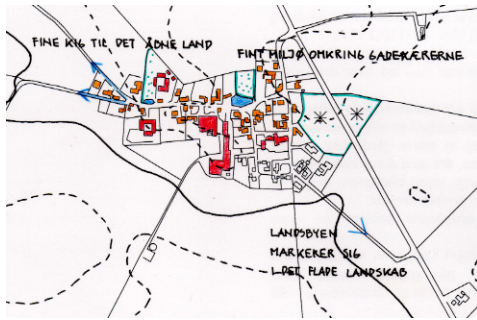 FINE KIG TIL DET ÅBNE LAND
FINT MILJØ OMKRING GADEKÆRERNE
LANDSBYEN
MARKERER SIG
I DET FLADE LANDSKAB